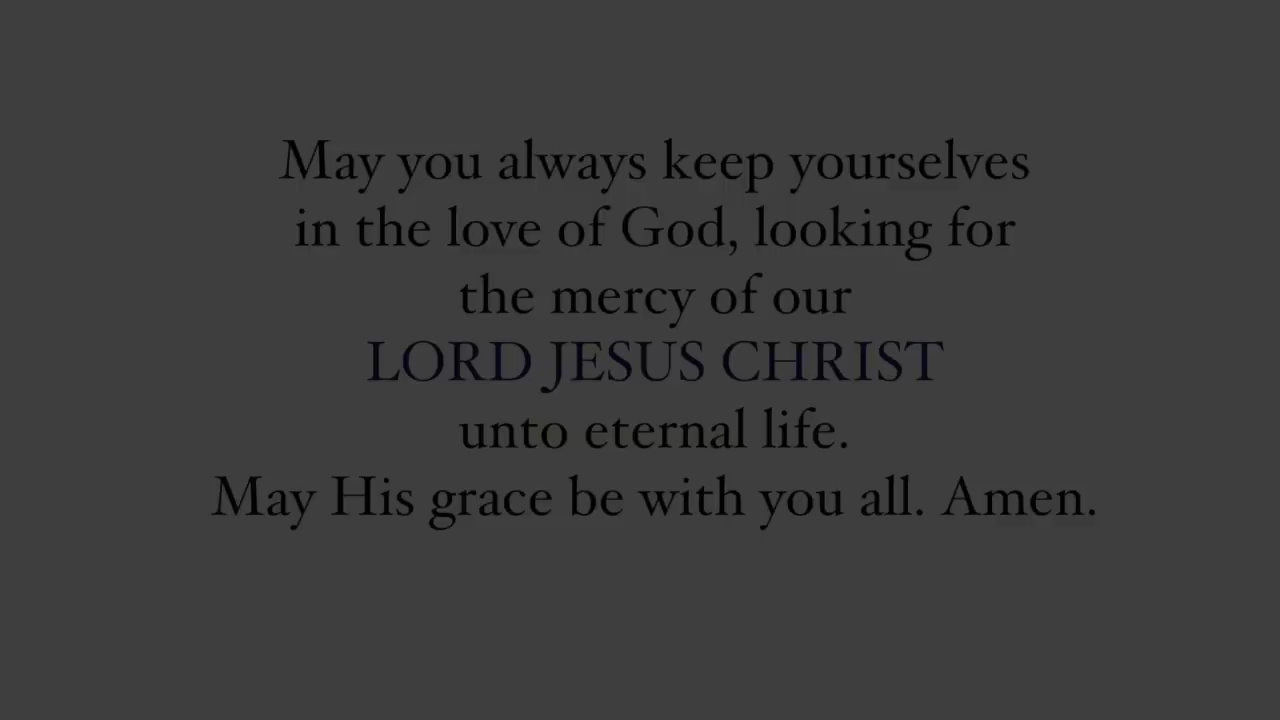 May you always keep yourselves
in the love of God, looking for
the mercy of our
LORD JESUS CHRIST
unto eternal life.
May His grace be with you all. Amen.